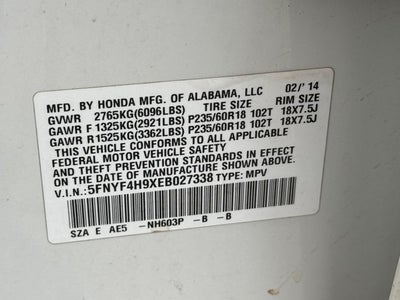 MFD. BY HONDA MFG. OF ALABAMA, LLC 02/' 14
GVWR 2765KG(6096LBS) TIRE SIZE RIM SIZE
GAWR F 1325KG(2921LBS) P235/60R18 102T 18X7.5J
GAWR R1525KG(3362LBS) P235/60R18 102T 18X7.5J
THIS VEHICLE CONFORMS TO ALL APPLICABLE
FEDERAL MOTOR VEHICLE SAFETY STANDARDS
IN EFFECT ON THE DATE OF MANUFACTURE SHOWN ABOVE.
V.I.N.:5FNYF4H9XEB027338 TYPE: MPV
SZA E AE5 -NH603P -B -B